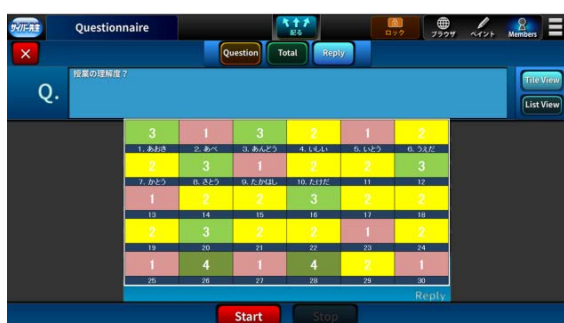 サイバー先生 Questionnaire 配る ロック ブラウザ ペイント Members
Question Total Reply
Q. 授業の理解度?
Tile View
List View
3 1 3 2 1 2
1. あおき 2. あべ 3. あんどう 4. いしい 5. いとう 6. うえだ
2 3 1 2 2 3
7. かとう 8. さとう 9. たかはし 10. たけだ 11 12
1 2 2 3 2 2
13 14 15 16 17 18
2 3 2 2 1 2
19 20 21 22 23 24
1 4 1 4 2 1
25 26 27 28 29 30
Reply
Start Stop